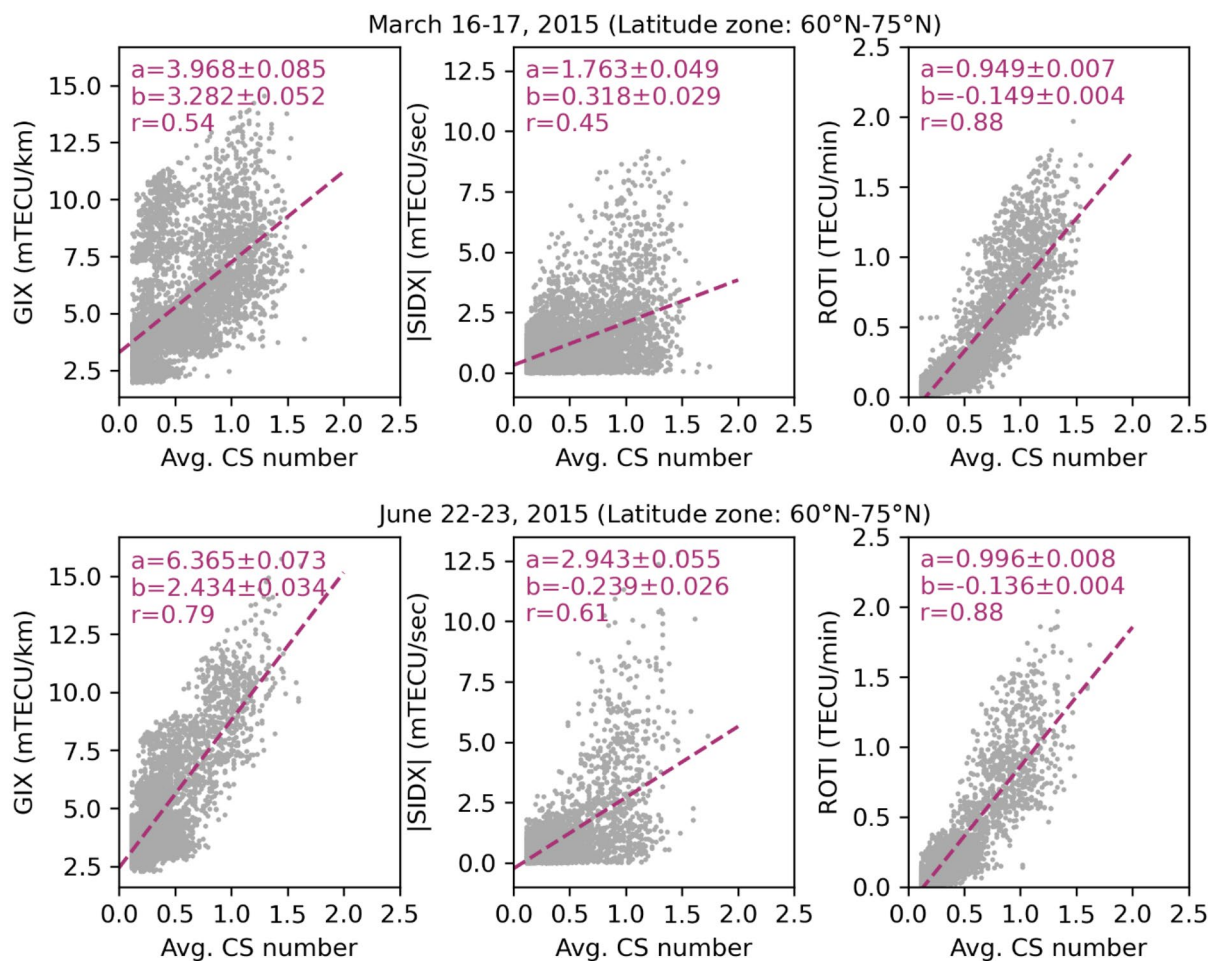 March 16-17, 2015 (Latitude zone: 60°N-75°N)
a=3.968±0.085
b=3.282±0.052
r=0.54
GIX (mTECU/km)
15.0
12.5
10.0
7.5
5.0
2.5
0.0 0.5 1.0 1.5 2.0 2.5
Avg. CS number
a=1.763±0.049
b=0.318±0.029
r=0.45
|SIDX| (mTECU/sec)
12.5
10.0
7.5
5.0
2.5
0.0
0.0 0.5 1.0 1.5 2.0 2.5
Avg. CS number
a=0.949±0.007
b=-0.149±0.004
r=0.88
ROTI (TECU/min)
2.5
2.0
1.5
1.0
0.5
0.0
0.0 0.5 1.0 1.5 2.0 2.5
Avg. CS number
June 22-23, 2015 (Latitude zone: 60°N-75°N)
a=6.365±0.073
b=2.434±0.034
r=0.79
GIX (mTECU/km)
15.0
12.5
10.0
7.5
5.0
2.5
0.0 0.5 1.0 1.5 2.0 2.5
Avg. CS number
a=2.943±0.055
b=-0.239±0.026
r=0.61
|SIDX| (mTECU/sec)
12.5
10.0
7.5
5.0
2.5
0.0
0.0 0.5 1.0 1.5 2.0 2.5
Avg. CS number
a=0.996±0.008
b=-0.136±0.004
r=0.88
ROTI (TECU/min)
2.5
2.0
1.5
1.0
0.5
0.0
0.0 0.5 1.0 1.5 2.0 2.5
Avg. CS number